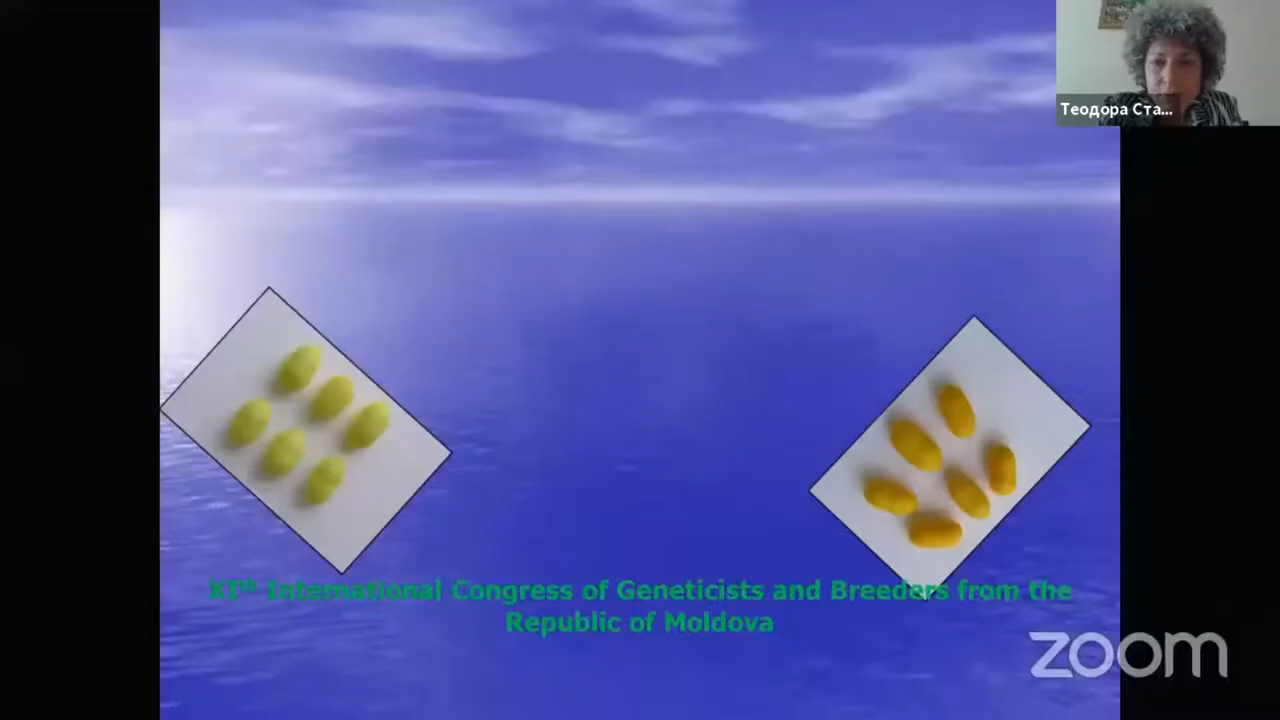 Теодора Ста...
XIth International Congress of Geneticists and Breeders from the
Republic of Moldova
zoom